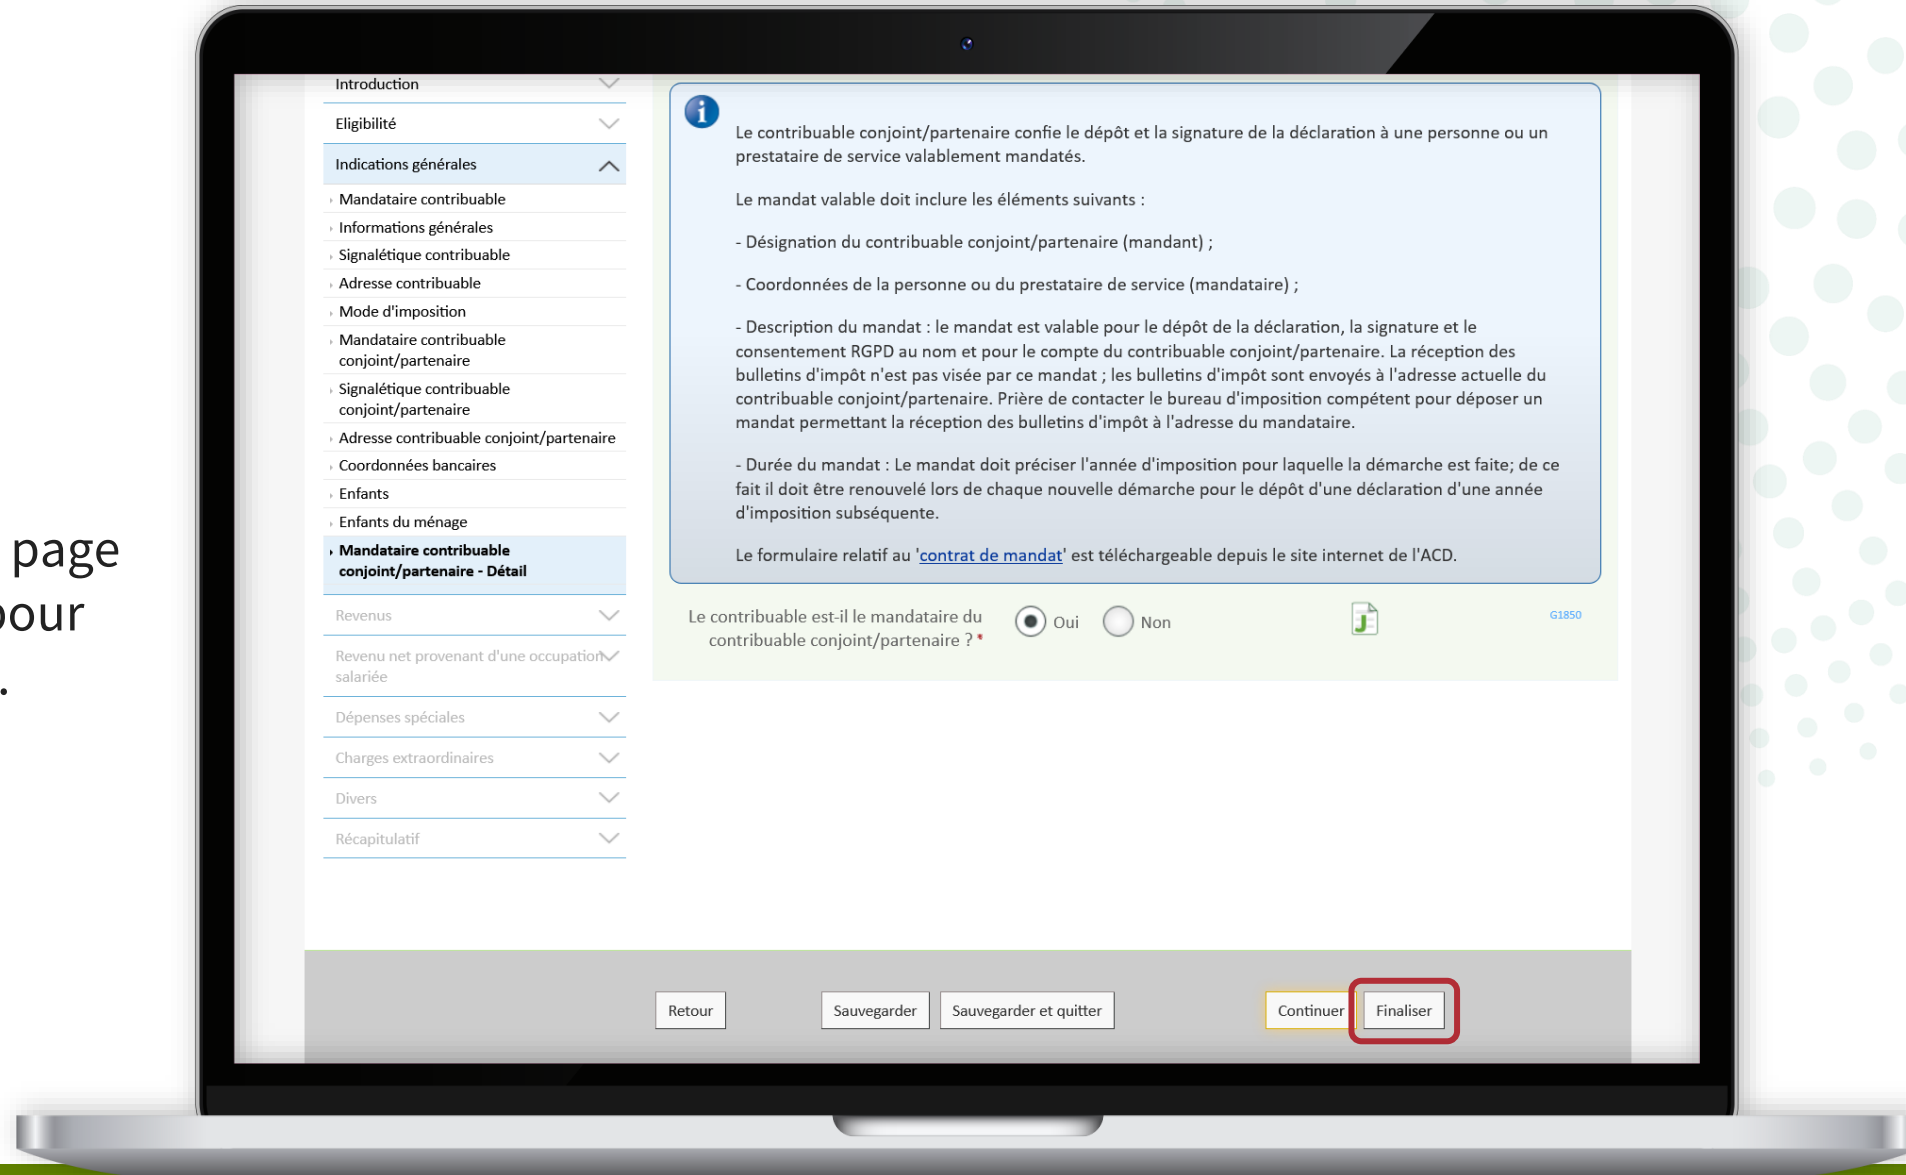 page
pour
.
Introduction
Eligibilité
Indications générales
Mandataire contribuable
Informations générales
Signalétique contribuable
Adresse contribuable
Mode d'imposition
Mandataire contribuable
conjoint/partenaire
Signalétique contribuable
conjoint/partenaire
Adresse contribuable conjoint/partenaire
Coordonnées bancaires
Enfants
Enfants du ménage
Mandataire contribuable
conjoint/partenaire - Détail
Revenus
Revenu net provenant d'une occupation
salariée
Dépenses spéciales
Charges extraordinaires
Divers
Récapitulatif
Le contribuable conjoint/partenaire confie le dépôt et la signature de la déclaration à une personne ou un
prestataire de service valablement mandatés.
Le mandat valable doit inclure les éléments suivants :
- Désignation du contribuable conjoint/partenaire (mandant) ;
- Coordonnées de la personne ou du prestataire de service (mandataire) ;
- Description du mandat : le mandat est valable pour le dépôt de la déclaration, la signature et le
consentement RGPD au nom et pour le compte du contribuable conjoint/partenaire. La réception des
bulletins d'impôt n'est pas visée par ce mandat ; les bulletins d'impôt sont envoyés à l'adresse actuelle du
contribuable conjoint/partenaire. Prière de contacter le bureau d'imposition compétent pour déposer un
mandat permettant la réception des bulletins d'impôt à l'adresse du mandataire.
- Durée du mandat : Le mandat doit préciser l'année d'imposition pour laquelle la démarche est faite; de ce
fait il doit être renouvelé lors de chaque nouvelle démarche pour le dépôt d'une déclaration d'une année
d'imposition subséquente.
Le formulaire relatif au 'contrat de mandat' est téléchargeable depuis le site internet de l'ACD.
Le contribuable est-il le mandataire du
contribuable conjoint/partenaire ? *
Oui Non
G1850
Retour Sauvegarder Sauvegarder et quitter Continuer Finaliser